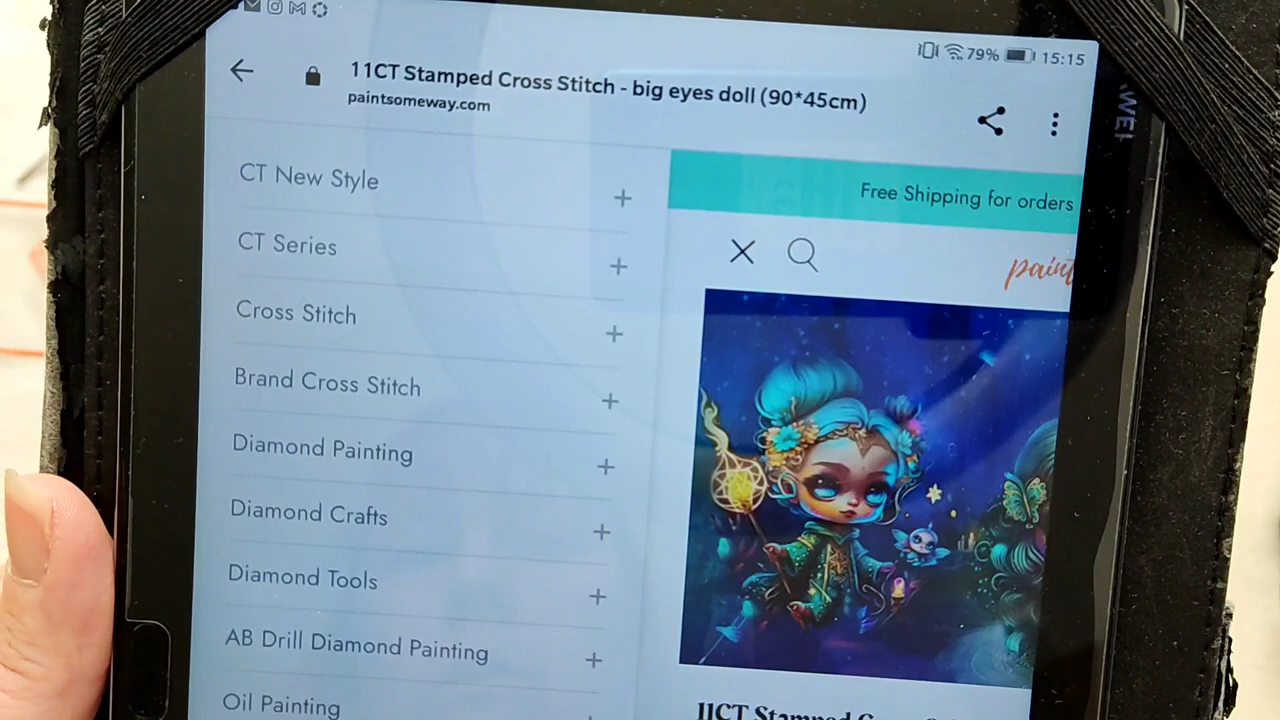 79% 15:15
11CT Stamped Cross Stitch - big eyes doll (90*45cm)
paintsomeway.com
CT New Style
CT Series
Cross Stitch
Brand Cross Stitch
Diamond Painting
Diamond Crafts
Diamond Tools
AB Drill Diamond Painting
Oil Painting
Free Shipping for orders
paint
11CT Stamped